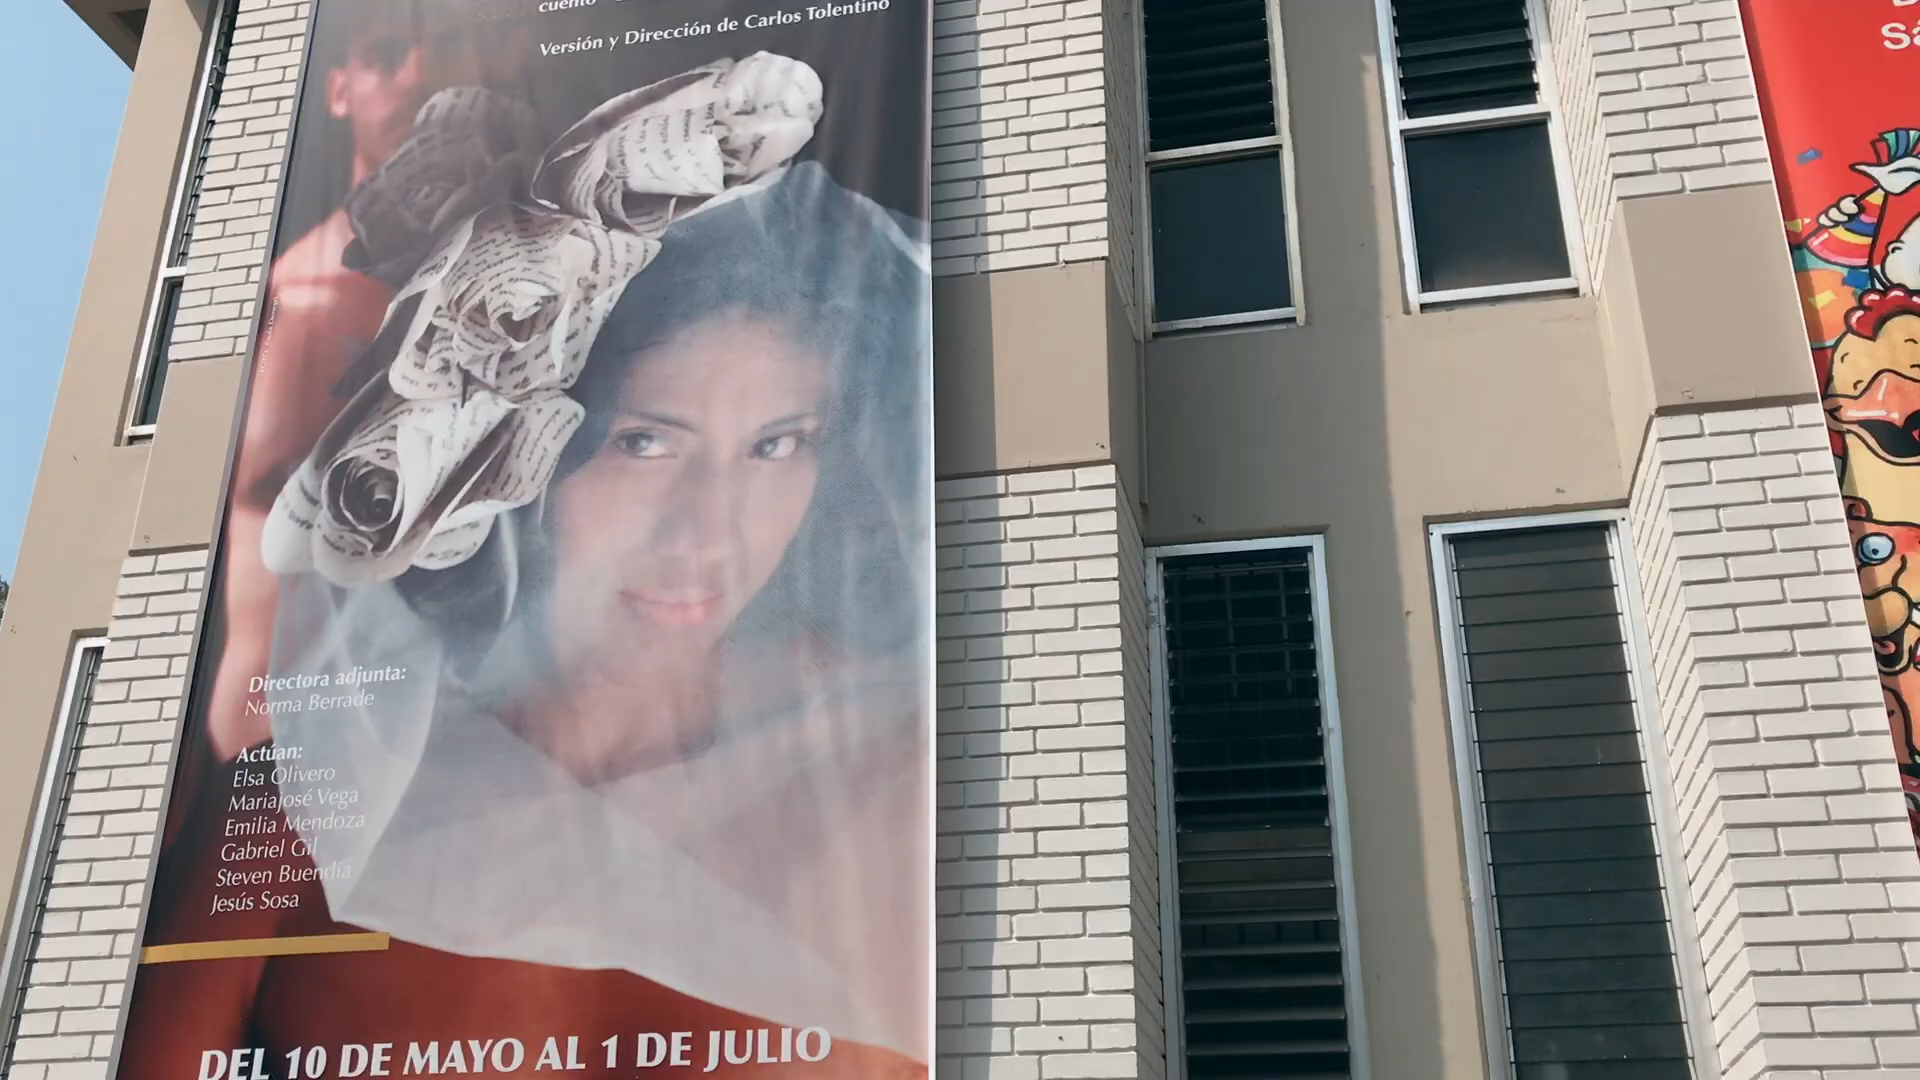 cuento
Versión y Dirección de Carlos Tolentino
Directora adjunta:
Norma Berrade
Actúan:
Elsa Olivero
Mariajosé Vega
Emilia Mendoza
Gabriel Gil
Steven Buendía
Jesús Sosa
DEL 10 DE MAYO AL 1 DE JULIO